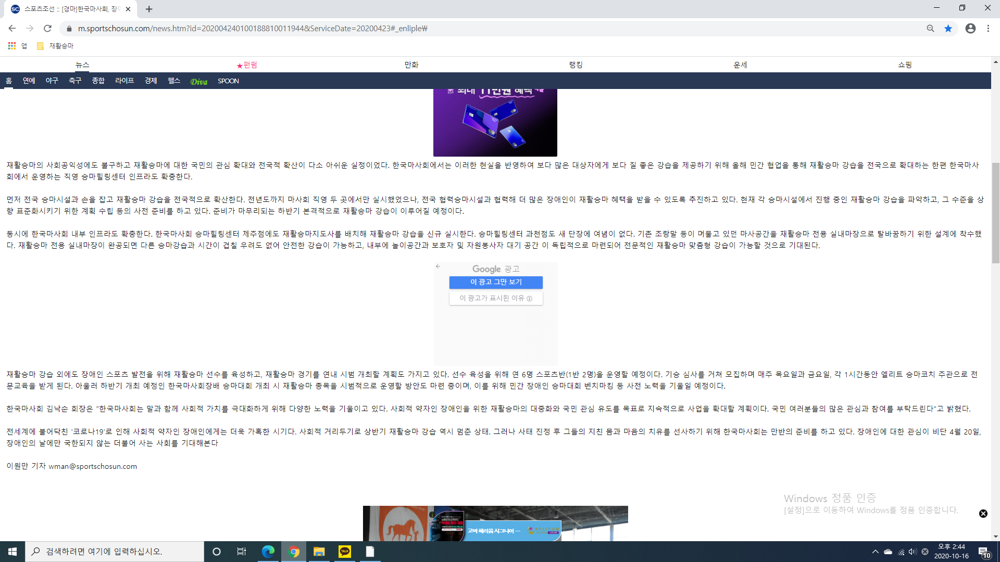 스포츠조선 :: [경마]한국마사회, 장애
m.sportschosun.com/news.htm?id=202004240100188810011944&ServiceDate=20200423#_enliple₩
앱
재활승마
뉴스
★펀펌
만화
랭킹
운세
쇼핑
홈
연예
야구
축구
종합
라이프
경제
헬스
Diva
SPOON
최대 11만원 혜택
재활승마의 사회공익성에도 불구하고 재활승마에 대한 국민의 관심 확대와 전국적 확산이 다소 아쉬운 실정이었다. 한국마사회에서는 이러한 현실을 반영하여 보다 많은 대상자에게 보다 질 좋은 강습을 제공하기 위해 올해 민간 협업을 통해 재활승마 강습을 전국으로 확대하는 한편 한국마사
회에서 운영하는 직영 승마힐링센터 인프라도 확충한다.
먼저 전국 승마시설과 손을 잡고 재활승마 강습을 전국적으로 확산한다. 전년도까지 마사회 직영 두 곳에서만 실시했었으나, 전국 협력승마시설과 협력해 더 많은 장애인이 재활승마 혜택을 받을 수 있도록 추진하고 있다. 현재 각 승마시설에서 진행 중인 재활승마 강습을 파악하고, 그 수준을 상
향 표준화시키기 위한 계획 수립 등의 사전 준비를 하고 있다. 준비가 마무리되는 하반기 본격적으로 재활승마 강습이 이루어질 예정이다.
동시에 한국마사회 내부 인프라도 확충한다. 한국마사회 승마힐링센터 제주점에도 재활승마지도사를 배치해 재활승마 강습을 신규 실시한다. 승마힐링센터 과천점도 새 단장에 여념이 없다. 기존 조랑말 등이 머물고 있던 마사공간을 재활승마 전용 실내마장으로 탈바꿈하기 위한 설계에 착수했
다. 재활승마 전용 실내마장이 완공되면 다른 승마강습과 시간이 겹칠 우려도 없어 안전한 강습이 가능하고, 내부에 놀이공간과 보호자 및 자원봉사자 대기 공간 이 독립적으로 마련되어 전문적인 재활승마 맞춤형 강습이 가능할 것으로 기대된다.
Google 광고
이 광고 그만 보기
이 광고가 표시된 이유
재활승마 강습 외에도 장애인 스포츠 발전을 위해 재활승마 선수를 육성하고, 재활승마 경기를 연내 시범 개최할 계획도 가지고 있다. 선수 육성을 위해 연 6명 스포츠반(1반 2명)을 운영할 예정이다. 기승 심사를 거쳐 모집하며 매주 목요일과 금요일, 각 1시간동안 엘리트 승마코치 주관으로 전
문교육을 받게 된다. 아울러 하반기 개최 예정인 한국마사회장배 승마대회 개최 시 재활승마 종목을 시범적으로 운영할 방안도 마련 중이며, 이를 위해 민간 장애인 승마대회 벤치마킹 등 사전 노력을 기울일 예정이다.
한국마사회 김낙순 회장은 "한국마사회는 말과 함께 사회적 가치를 극대화하게 위해 다양한 노력을 기울이고 있다. 사회적 약자인 장애인을 위한 재활승마의 대중화와 국민 관심 유도를 목표로 지속적으로 사업을 확대할 계획이다. 국민 여러분들의 많은 관심과 참여를 부탁드린다"고 밝혔다.
전세계에 불어닥친 '코로나19'로 인해 사회적 약자인 장애인에게는 더욱 가혹한 시기다. 사회적 거리두기로 상반기 재활승마 강습 역시 멈춘 상태. 그러나 사태 진정 후 그들의 지친 몸과 마음의 치유를 선사하기 위해 한국마사회는 만반의 준비를 하고 있다. 장애인에 대한 관심이 비단 4월 20일,
장애인의 날에만 국한되지 않는 더불어 사는 사회를 기대해본다
이원만 기자 wman@sportschosun.com
Windows 정품 인증
[설정]으로 이동하여 Windows를 정품 인증합니다.
고덕 헤리움 시그니어
검색하려면 여기에 입력하십시오.
TALK
오후 2:44
2020-10-16
10